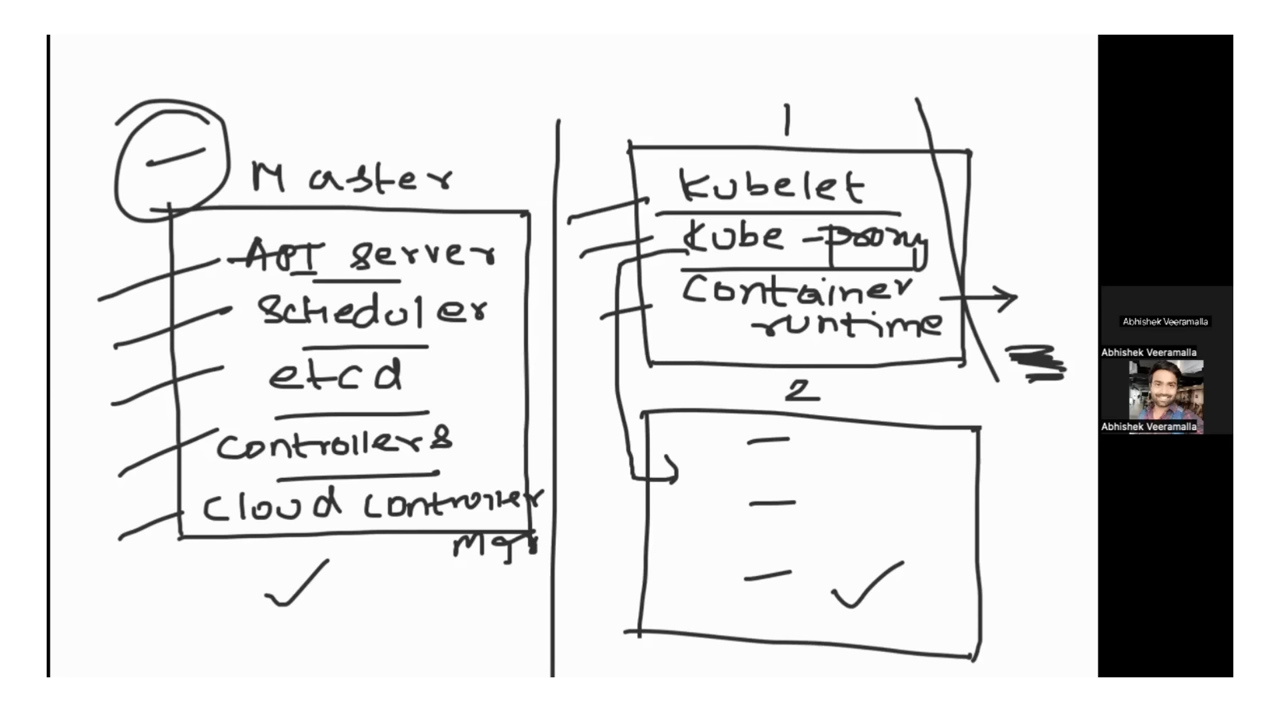 Master
API server
Scheduler
etcd
Controllers
Cloud Controller
Mgr
1
Kubelet
Kube-proxy
Container
runtime
2
Abhishek Veeramalla
Abhishek Veeramalla
Abhishek Veeramalla